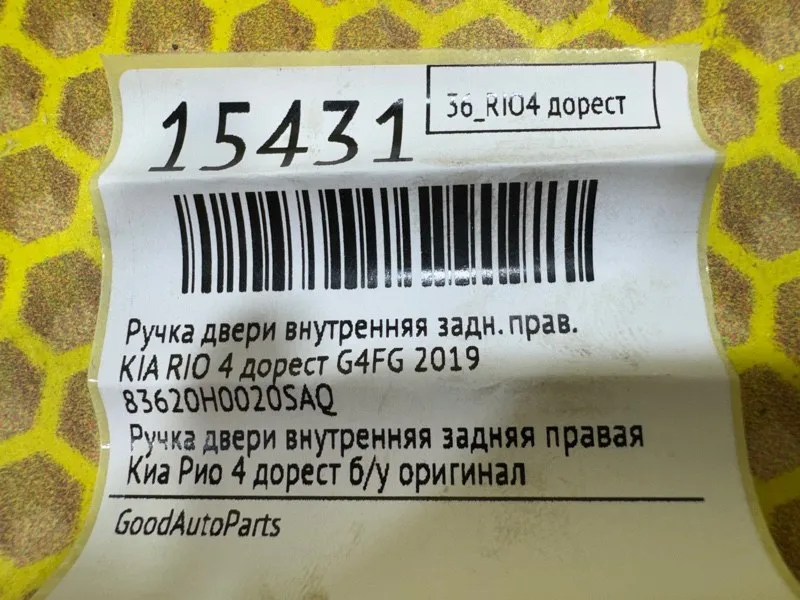 15431
36_RIO4 дорест
Ручка двери внутренняя задн. прав.
KIA RIO 4 дорест G4FG 2019
83620H0020SAQ
Ручка двери внутренняя задняя правая
Киа Рио 4 дорест б/у оригинал
GoodAutoParts